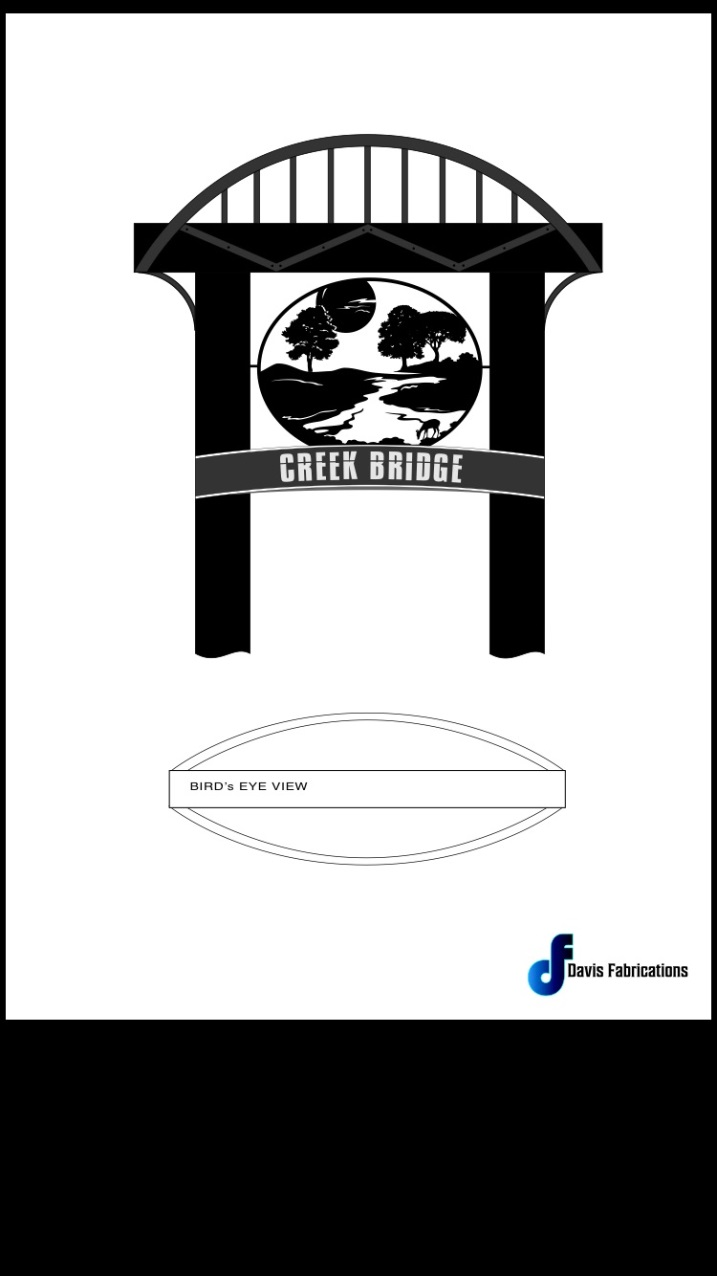 CREEK BRIDGE
BIRD's EYE VIEW
Davis Fabrications